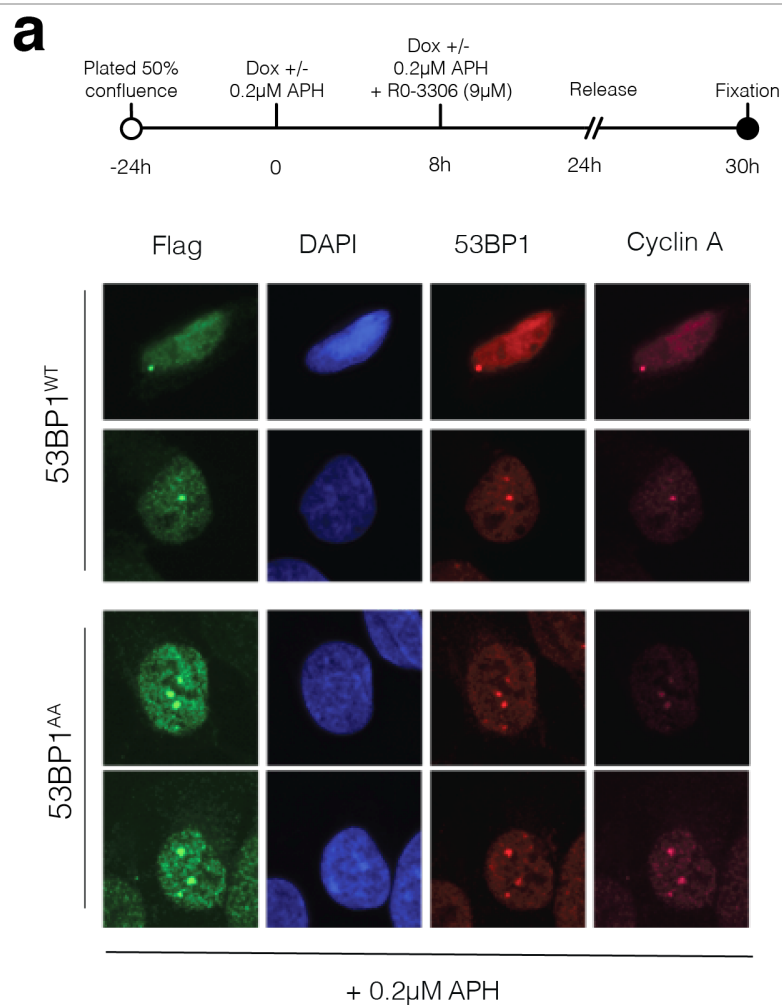 a
Plated 50%
confluence
Dox +/-
0.2µM APH
Dox +/-
0.2µM APH
+ R0-3306 (9µM)
Release
Fixation
-24h
0
8h
24h
30h
Flag
DAPI
53BP1
Cyclin A
53BP1WT
53BP1AA
+ 0.2µM APH